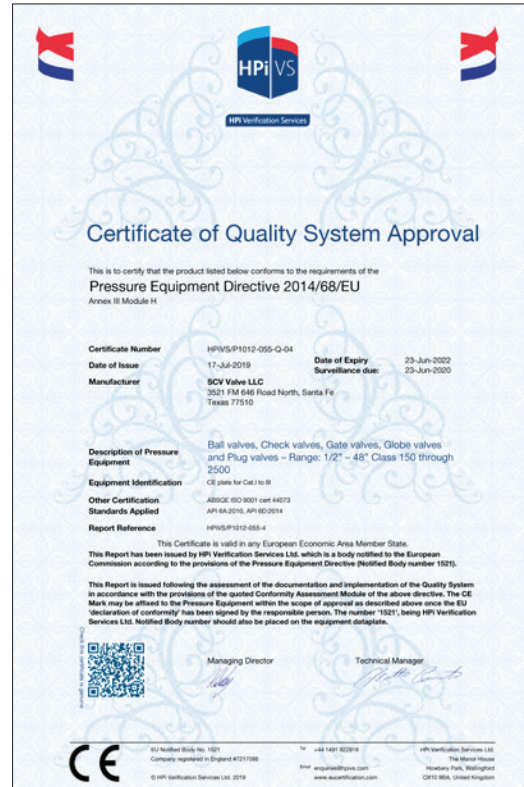 HPi VS
HPi Verification Services
Certificate of Quality System Approval
This is to certify that the product listed below conforms to the requirements of the
Pressure Equipment Directive 2014/68/EU
Annex III Module H
Certificate Number HPIVS/P1012-055-Q-04
Date of Issue 17-Jul-2019 Date of Expiry 23-Jun-2022
Surveillance due: 23-Jun-2020
Manufacturer SCV Valve LLC
3521 FM 646 Road North, Santa Fe
Texas 77510
Description of Pressure Equipment Ball valves, Check valves, Gate valves, Globe valves
and Plug valves – Range: 1/2" – 48" Class 150 through
2500
Equipment Identification CE plate for Cat.I to III
Other Certification ABSQE ISO 9001 cert 44073
Standards Applied API 6A:2010, API 6D:2014
Report Reference HPIVS/P1012-055-4
This Certificate is valid in any European Economic Area Member State.
This Report has been issued by HPi Verification Services Ltd. which is a body notified to the European
Commission according to the provisions of the Pressure Equipment Directive (Notified Body number 1521).
This Report is issued following the assessment of the documentation and implementation of the Quality System
in accordance with the provisions of the quoted Conformity Assessment Module of the above directive. The CE
Mark may be affixed to the Pressure Equipment within the scope of approval as described above once the EU
'declaration of conformity' has been signed by the responsible person. The number '1521', being HPi Verification
Services Ltd. Notified Body number should also be placed on the equipment dataplate.
Check this certificate is genuine
Managing Director Technical Manager
CE
EU Notified Body No. 1521
Company registered in England #7217086
© HPi Verification Services Ltd. 2019
Tel +44 1491 822818
Email enquiries@hpivs.com
www.eucertification.com
HPi Verification Services Ltd.
The Manor House
Howbery Park, Wallingford
OX10 8BA, United Kingdom